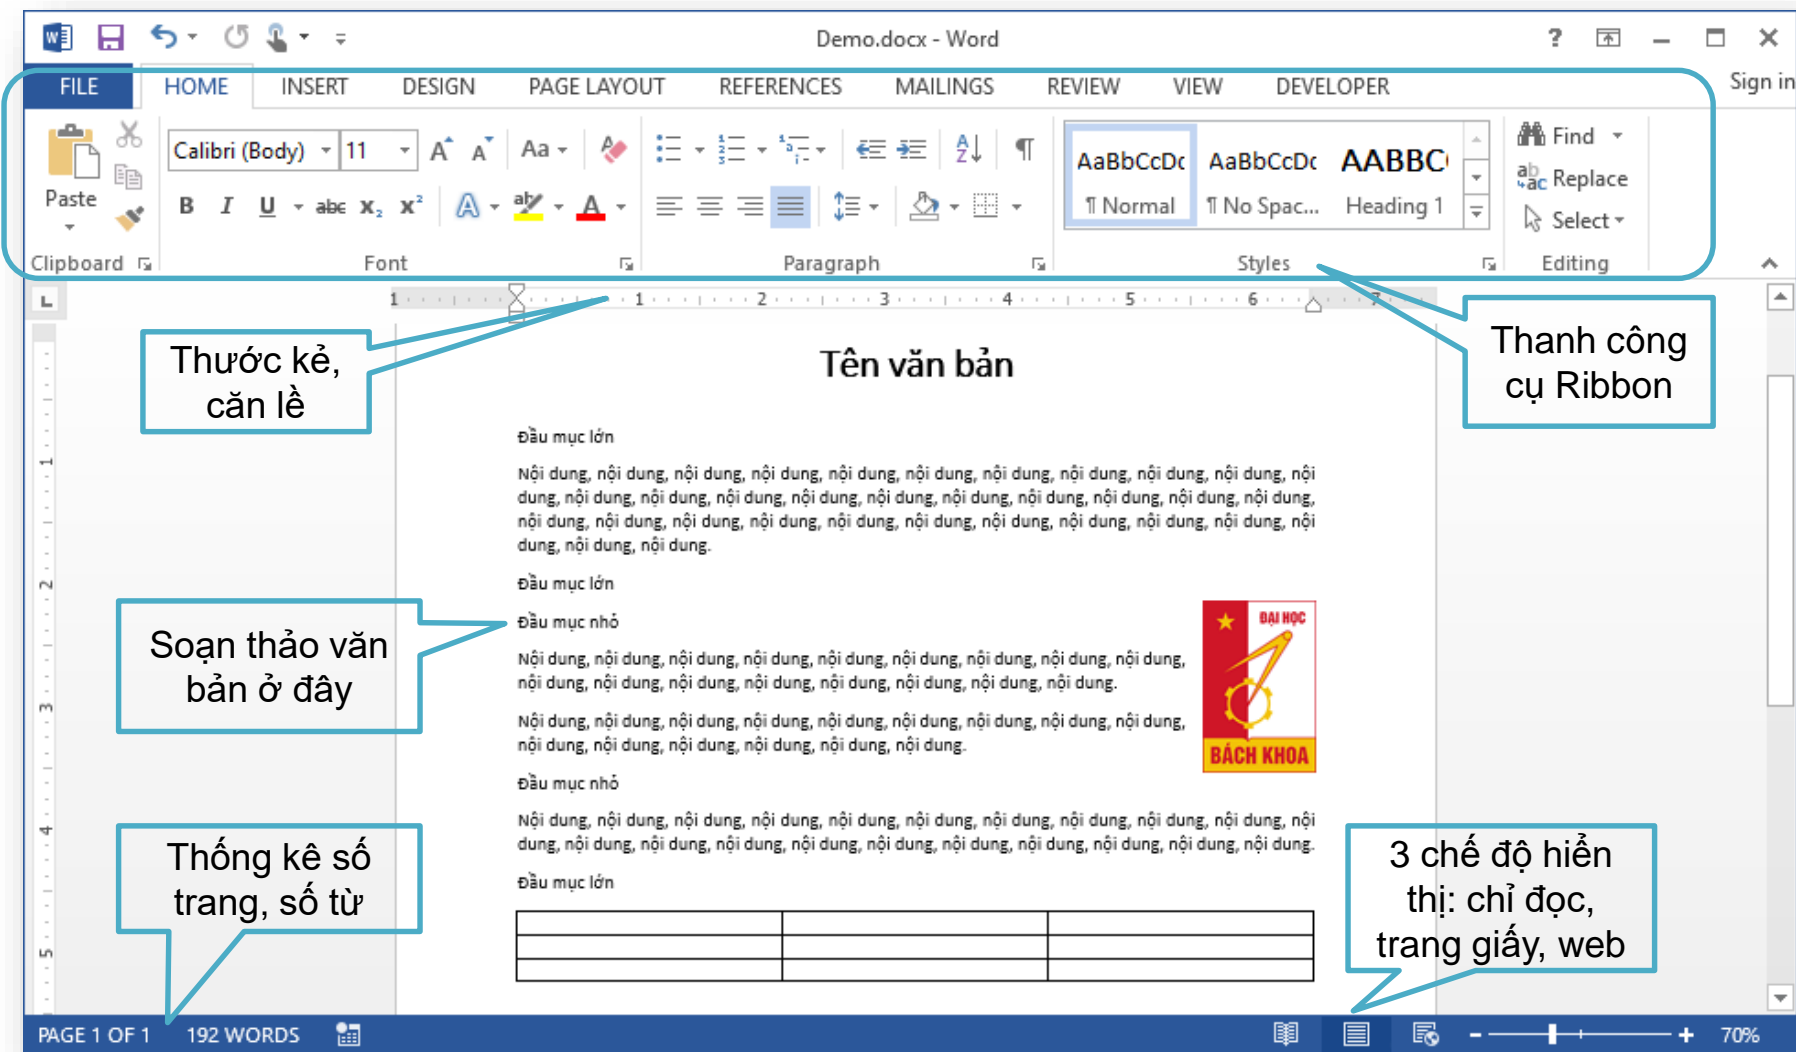 Demo.docx - Word
?
FILE HOME INSERT DESIGN PAGE LAYOUT REFERENCES MAILINGS REVIEW VIEW DEVELOPER Sign in
Paste
Calibri (Body) 11
Aa
B I U abc X₂ X²
AaBbCcDc AaBbCcDc AABBC
¶ Normal ¶ No Spac... Heading 1
Find
Replace
Select
Clipboard Font Paragraph Styles Editing
1 1 2 3 4 5 6 7
Thước kẻ,
căn lề
Thanh công
cụ Ribbon
Tên văn bản
Đầu mục lớn
Nội dung, nội dung, nội dung, nội dung, nội dung, nội dung, nội dung, nội dung, nội dung, nội dung, nội
dung, nội dung, nội dung, nội dung, nội dung, nội dung, nội dung, nội dung, nội dung, nội dung, nội dung,
nội dung, nội dung, nội dung, nội dung, nội dung, nội dung, nội dung, nội dung, nội dung, nội dung, nội
dung, nội dung, nội dung.
Đầu mục lớn
Đầu mục nhỏ
Soạn thảo văn
bản ở đây
Nội dung, nội dung, nội dung, nội dung, nội dung, nội dung, nội dung, nội dung, nội dung,
nội dung, nội dung, nội dung, nội dung, nội dung, nội dung, nội dung, nội dung.
Nội dung, nội dung, nội dung, nội dung, nội dung, nội dung, nội dung, nội dung, nội dung,
nội dung, nội dung, nội dung, nội dung, nội dung, nội dung.
ĐẠI HỌC
BÁCH KHOA
Đầu mục nhỏ
Nội dung, nội dung, nội dung, nội dung, nội dung, nội dung, nội dung, nội dung, nội dung, nội dung, nội
dung, nội dung, nội dung, nội dung, nội dung, nội dung, nội dung, nội dung, nội dung, nội dung, nội dung.
Đầu mục lớn
Thống kê số
trang, số từ
3 chế độ hiển
thị: chỉ đọc,
trang giấy, web
1
2
3
4
5
PAGE 1 OF 1 192 WORDS 70%